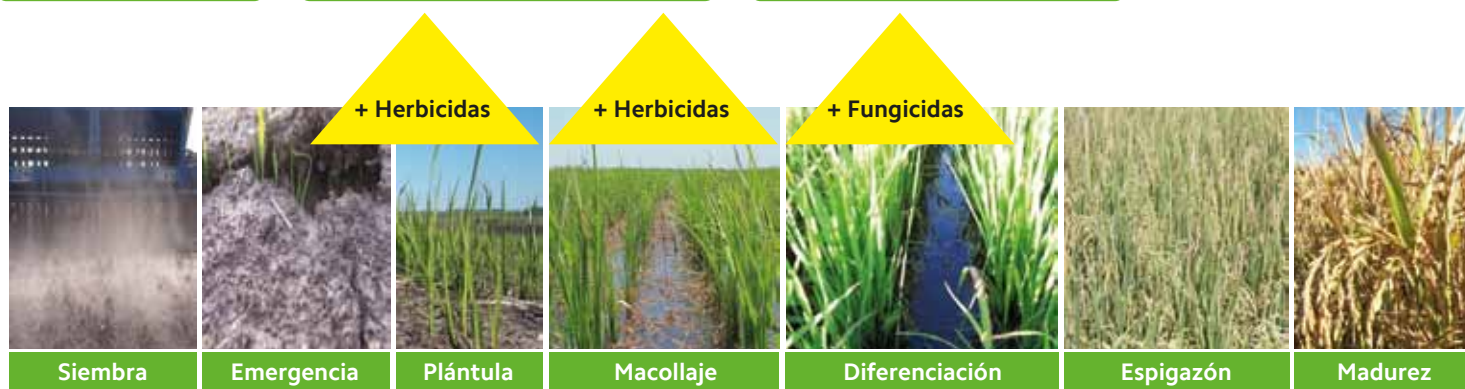 + Herbicidas
+ Herbicidas
+ Fungicidas
Siembra
Emergencia
Plántula
Macollaje
Diferenciación
Espigazón
Madurez